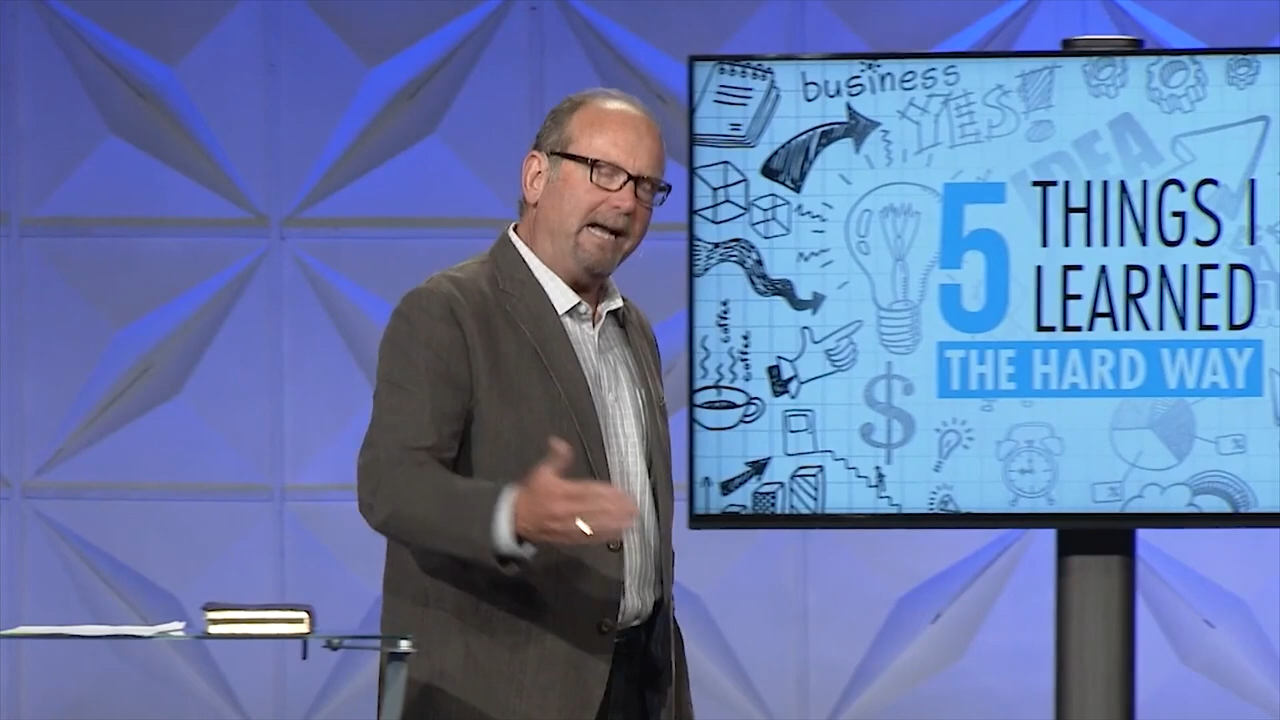 business
YES!
IDEA
5 THINGS I
LEARNED
THE HARD WAY
coffee
coffee
$
%